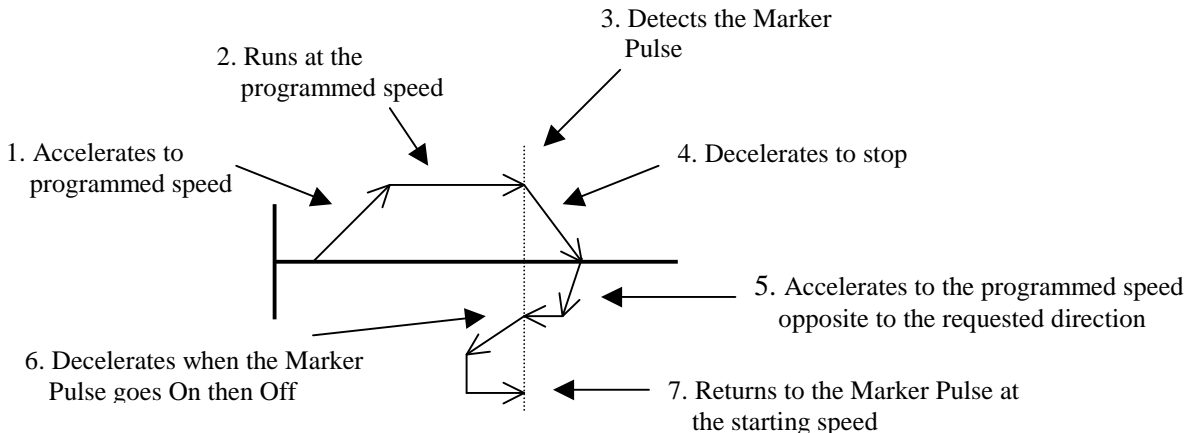 3. Detects the Marker
Pulse
2. Runs at the
programmed speed
1. Accelerates to
programmed speed
4. Decelerates to stop
5. Accelerates to the programmed speed
opposite to the requested direction
6. Decelerates when the Marker
Pulse goes On then Off
7. Returns to the Marker Pulse at
the starting speed